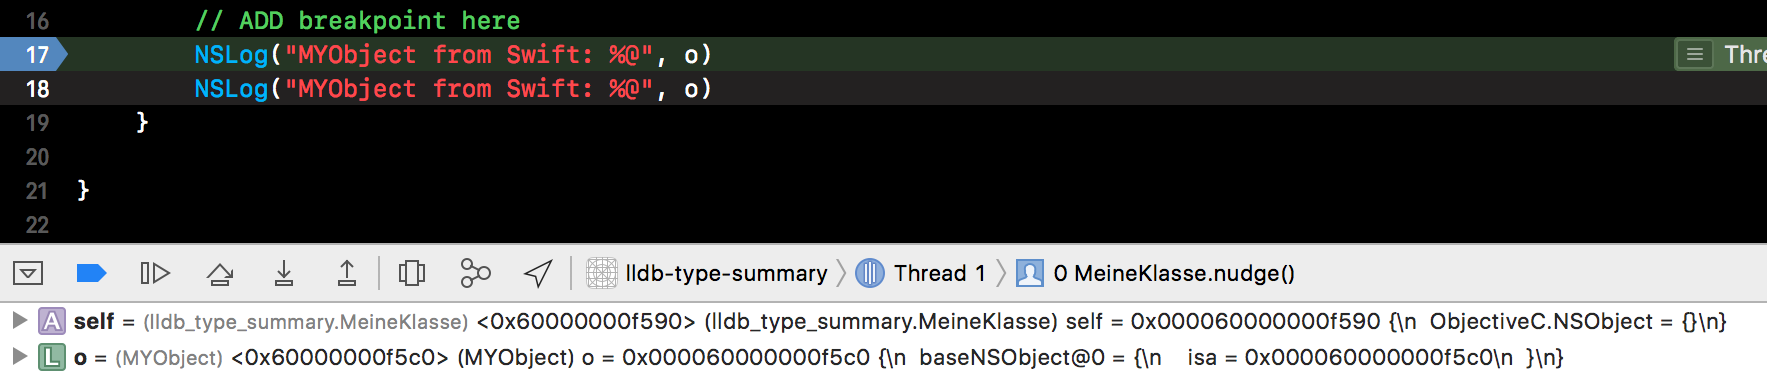 16 // ADD breakpoint here
17 NSLog("MYObject from Swift: %@", o) Thre
18 NSLog("MYObject from Swift: %@", o)
19 }
20
21 }
22
lldb-type-summary Thread 1 0 MeineKlasse.nudge()
A self = (lldb_type_summary.MeineKlasse) <0x60000000f590> (lldb_type_summary.MeineKlasse) self = 0x000060000000f590 {\n  ObjectiveC.NSObject = {}\n}
L o = (MYObject) <0x60000000f5c0> (MYObject) o = 0x000060000000f5c0 {\n  baseNSObject@0 = {\n    isa = 0x000060000000f5c0\n  }\n}